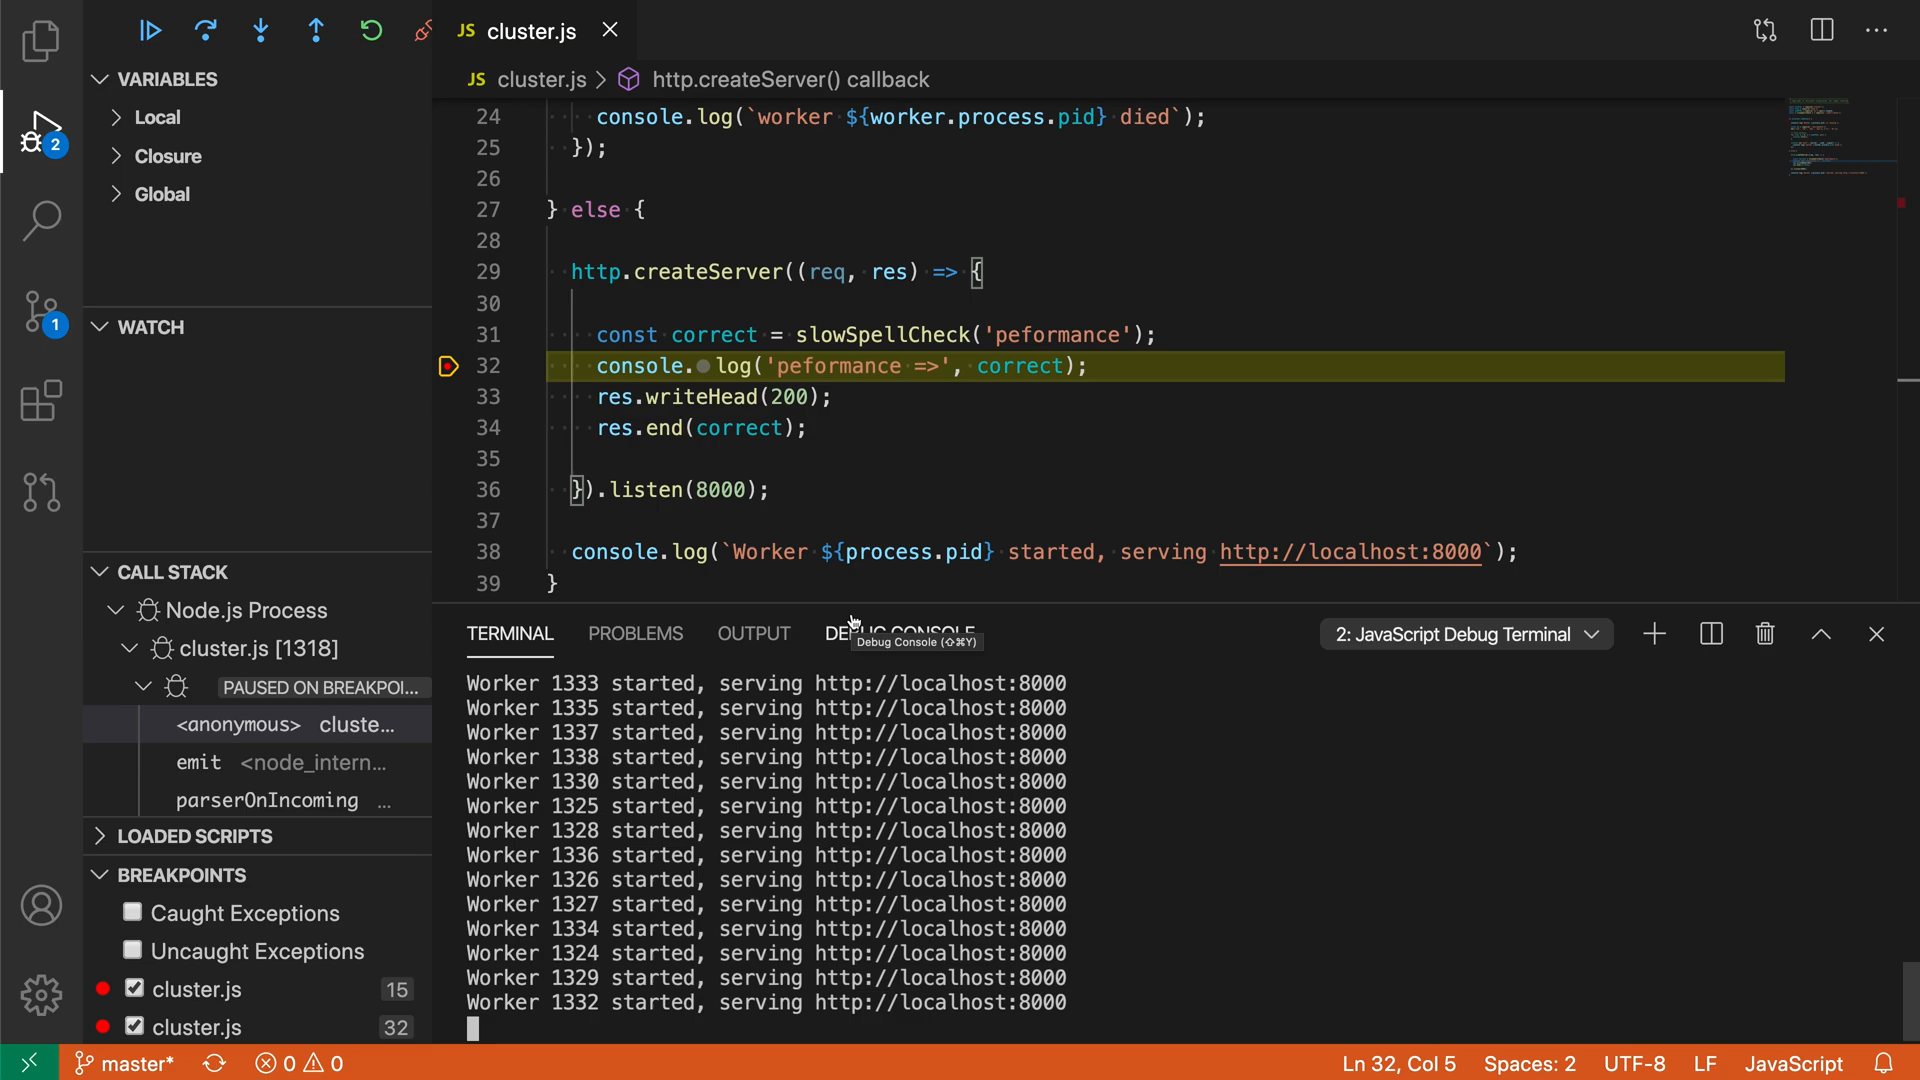 JS cluster.js
JS cluster.js > http.createServer() callback
VARIABLES
Local
Closure
Global
WATCH
CALL STACK
Node.js Process
cluster.js [1318]
PAUSED ON BREAKPOI...
<anonymous> cluste...
emit <node_intern...
parserOnIncoming ...
LOADED SCRIPTS
BREAKPOINTS
Caught Exceptions
Uncaught Exceptions
cluster.js 15
cluster.js 32
2
1
24 console.log(`worker ${worker.process.pid} died`);
25 });
26
27 } else {
28
29 http.createServer((req, res) => {
30
31 const correct = slowSpellCheck('peformance');
32 console.log('peformance =>', correct);
33 res.writeHead(200);
34 res.end(correct);
35
36 }).listen(8000);
37
38 console.log(`Worker ${process.pid} started, serving http://localhost:8000`);
39 }
TERMINAL PROBLEMS OUTPUT DEBUG CONSOLE 2: JavaScript Debug Terminal
Debug Console (⇧⌘Y)
Worker 1333 started, serving http://localhost:8000
Worker 1335 started, serving http://localhost:8000
Worker 1337 started, serving http://localhost:8000
Worker 1338 started, serving http://localhost:8000
Worker 1330 started, serving http://localhost:8000
Worker 1325 started, serving http://localhost:8000
Worker 1328 started, serving http://localhost:8000
Worker 1336 started, serving http://localhost:8000
Worker 1326 started, serving http://localhost:8000
Worker 1327 started, serving http://localhost:8000
Worker 1334 started, serving http://localhost:8000
Worker 1324 started, serving http://localhost:8000
Worker 1329 started, serving http://localhost:8000
Worker 1332 started, serving http://localhost:8000
master* 0 0 Ln 32, Col 5 Spaces: 2 UTF-8 LF JavaScript